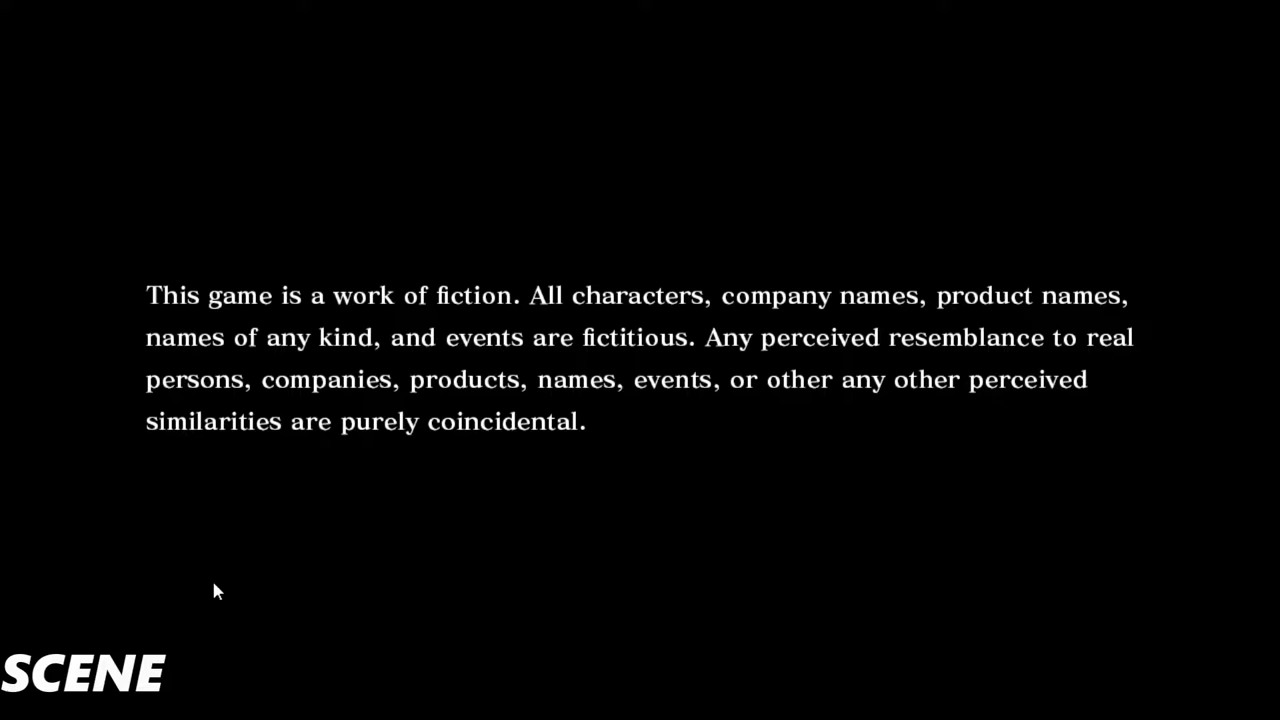 This game is a work of fiction. All characters, company names, product names,
names of any kind, and events are fictitious. Any perceived resemblance to real
persons, companies, products, names, events, or other any other perceived
similarities are purely coincidental.
SCENE